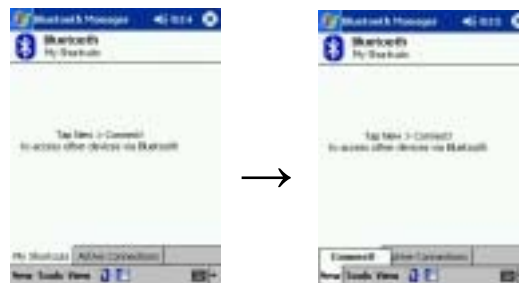 Bluetooth Manager
Bluetooth
My Shortcuts
Tap New > Connect!
to access other devices via Bluetooth
My Shortcuts Active Connections
New Tools View
→
Bluetooth Manager
Bluetooth
My Shortcuts
Tap New > Connect!
to access other devices via Bluetooth
Connect! Active Connections
New Tools View